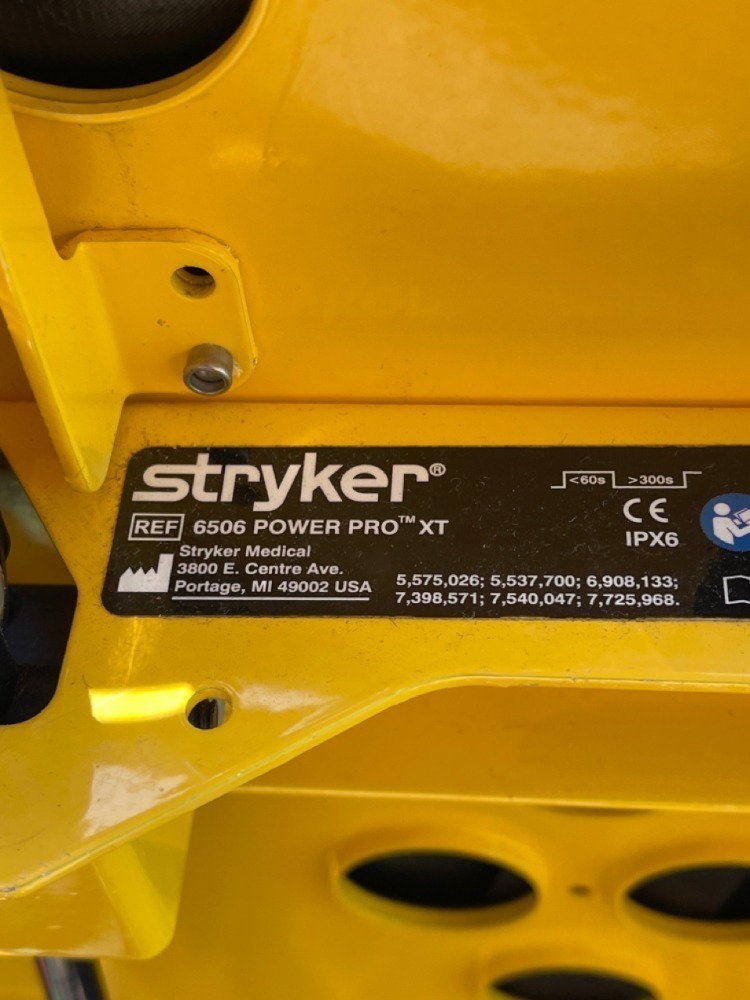 stryker®
<60s >300s
REF 6506 POWER PRO™ XT
CE
IPX6
Stryker Medical
3800 E. Centre Ave.
Portage, MI 49002 USA
5,575,026; 5,537,700; 6,908,133;
7,398,571; 7,540,047; 7,725,968.